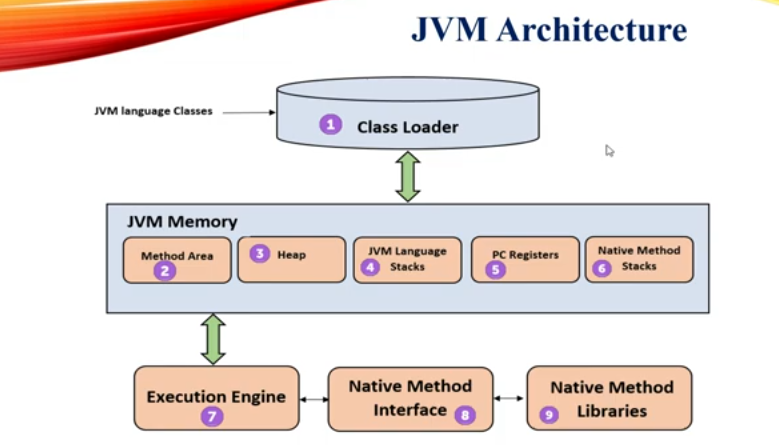 JVM Architecture
JVM language Classes
1 Class Loader
JVM Memory
Method Area
2
3 Heap
JVM Language
4 Stacks
PC Registers
5
Native Method
6 Stacks
Execution Engine
7
Native Method
Interface 8
Native Method
9 Libraries